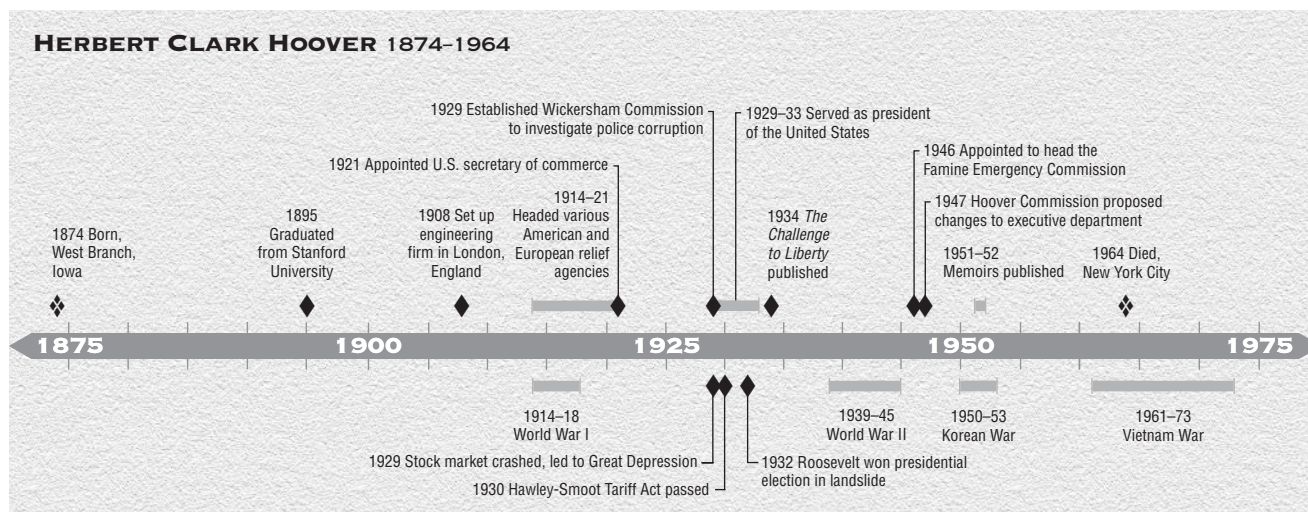 HERBERT CLARK HOOVER 1874–1964
1929 Established Wickersham Commission
to investigate police corruption
1929–33 Served as president
of the United States
1921 Appointed U.S. secretary of commerce
1946 Appointed to head the
Famine Emergency Commission
1874 Born,
West Branch,
Iowa
1895
Graduated
from Stanford
University
1908 Set up
engineering
firm in London,
England
1914–21
Headed various
American and
European relief
agencies
1934 The
Challenge
to Liberty
published
1947 Hoover Commission proposed
changes to executive department
1951–52
Memoirs published
1964 Died,
New York City
1875 1900 1925 1950 1975
1914–18
World War I
1939–45
World War II
1950–53
Korean War
1961–73
Vietnam War
1929 Stock market crashed, led to Great Depression
1930 Hawley-Smoot Tariff Act passed
1932 Roosevelt won presidential
election in landslide